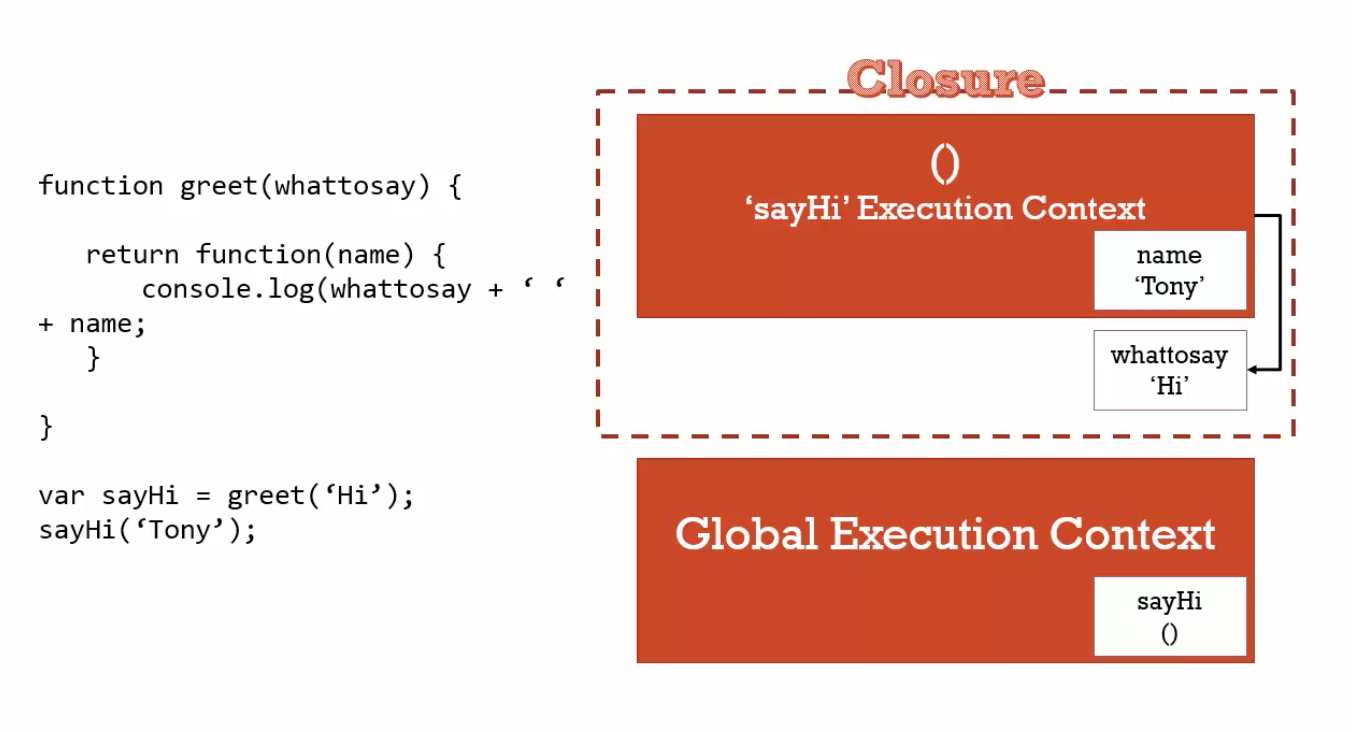 function greet(whattosay) {
return function(name) {
console.log(whattosay + ‘ ‘
+ name;
}
}
var sayHi = greet(‘Hi’);
sayHi(‘Tony’);
Closure
()
‘sayHi’ Execution Context
name
‘Tony’
whattosay
‘Hi’
Global Execution Context
sayHi
()